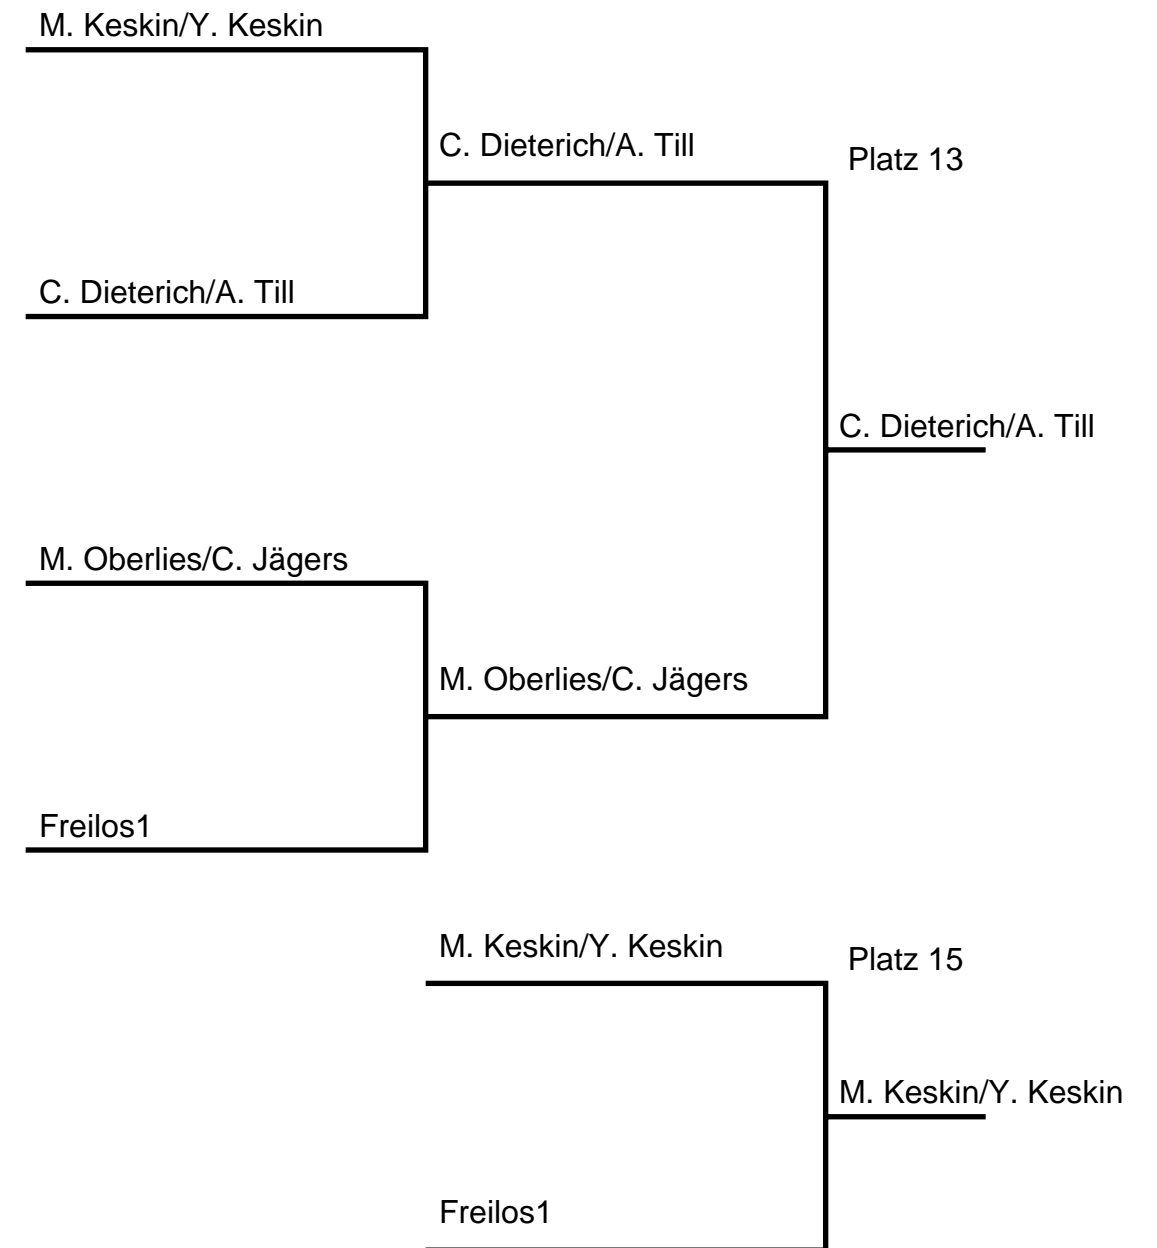 M. Keskin/Y. Keskin
C. Dieterich/A. Till
Platz 13
C. Dieterich/A. Till
C. Dieterich/A. Till
M. Oberlies/C. Jägers
M. Oberlies/C. Jägers
Freilos1
M. Keskin/Y. Keskin
Platz 15
M. Keskin/Y. Keskin
Freilos1